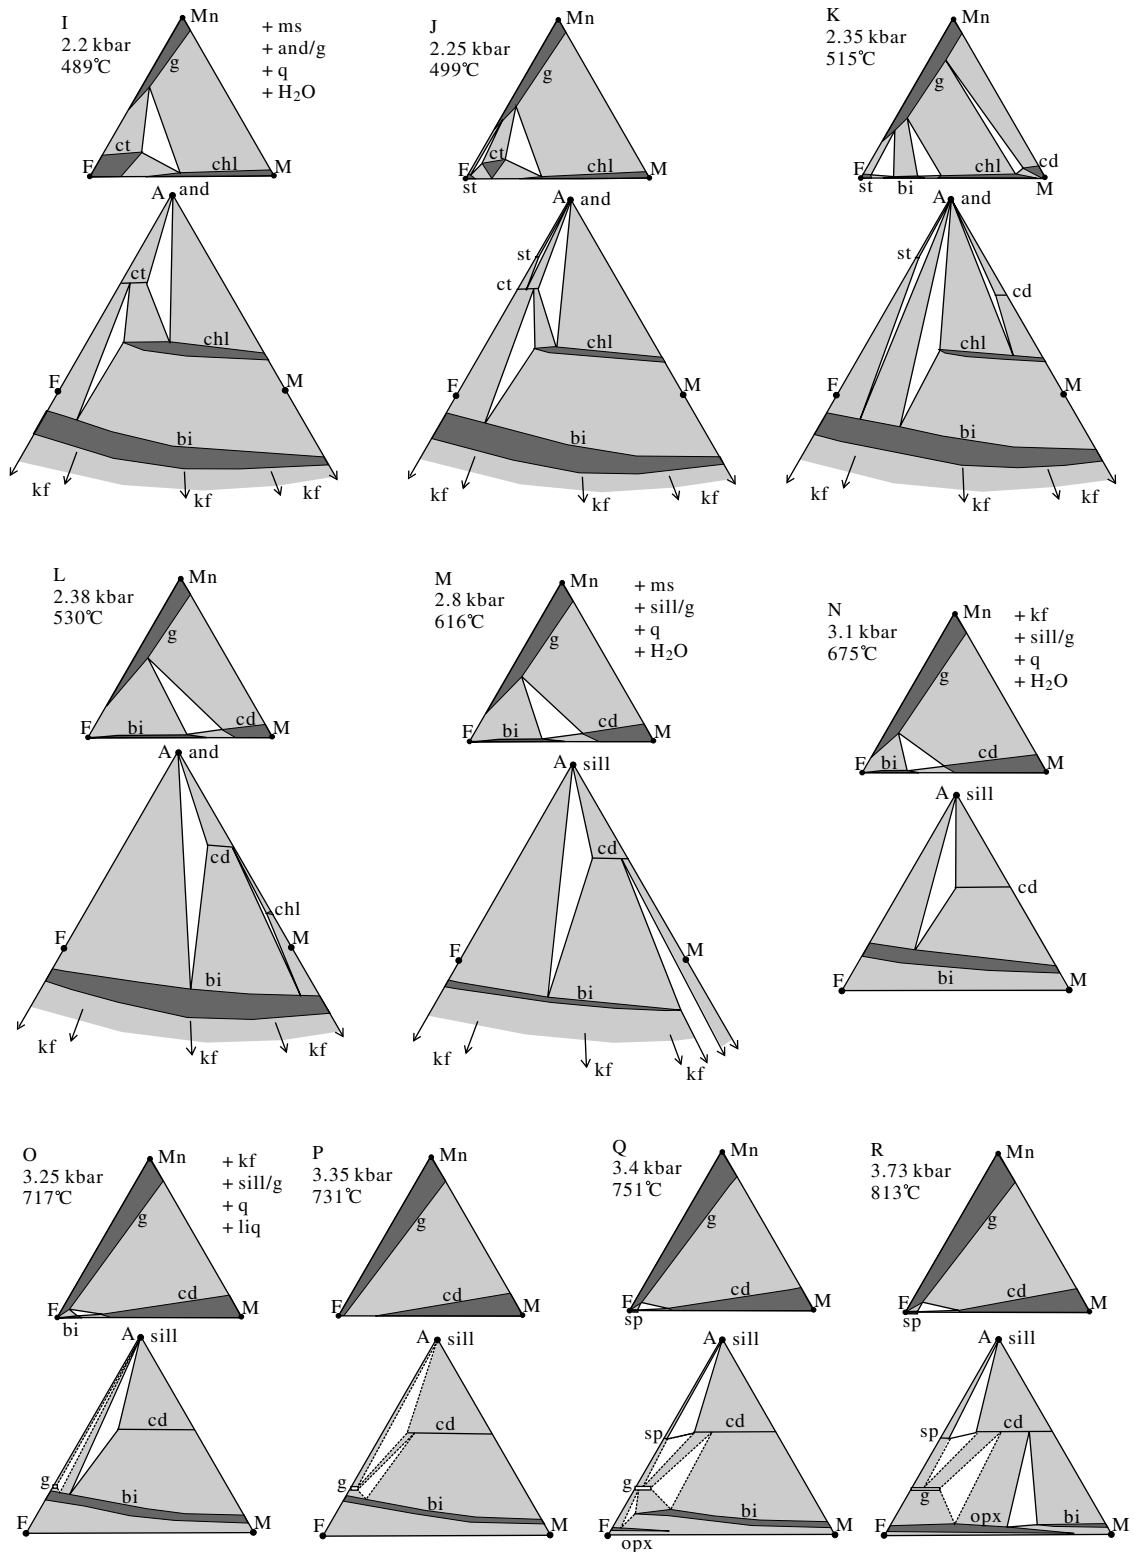 I
2.2 kbar
489℃
+ ms
+ and/g
+ q
+ H₂O
Mn
g
ct
F
chl
M
A
and
ct
chl
F
M
bi
kf
kf
kf
J
2.25 kbar
499℃
Mn
g
ct
F
st
chl
M
A and
st
ct
chl
F
M
bi
kf
kf
kf
K
2.35 kbar
515℃
Mn
g
F
st
bi
chl
cd
M
A and
st
cd
chl
F
M
bi
kf
kf
kf
L
2.38 kbar
530℃
Mn
g
F
bi
cd
M
A and
cd
chl
F
M
bi
kf
kf
kf
M
2.8 kbar
616℃
+ ms
+ sill/g
+ q
+ H₂O
Mn
g
F
bi
cd
M
A sill
cd
F
M
bi
kf
kf
kf
N
3.1 kbar
675℃
+ kf
+ sill/g
+ q
+ H₂O
Mn
g
F
bi
cd
M
A sill
cd
F
bi
M
O
3.25 kbar
717℃
+ kf
+ sill/g
+ q
+ liq
Mn
g
F
bi
cd
M
A sill
cd
g
bi
F
M
P
3.35 kbar
731℃
Mn
g
F
cd
M
A sill
cd
g
bi
F
M
Q
3.4 kbar
751℃
Mn
g
F
sp
cd
M
A sill
sp
cd
g
bi
F
opx
M
R
3.73 kbar
813℃
Mn
g
F
sp
cd
M
A sill
sp
cd
g
opx
bi
F
M